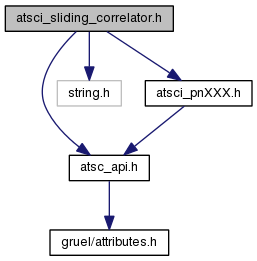 atsci_sliding_correlator.h
string.h
atsci_pnXXX.h
atsc_api.h
gruel/attributes.h